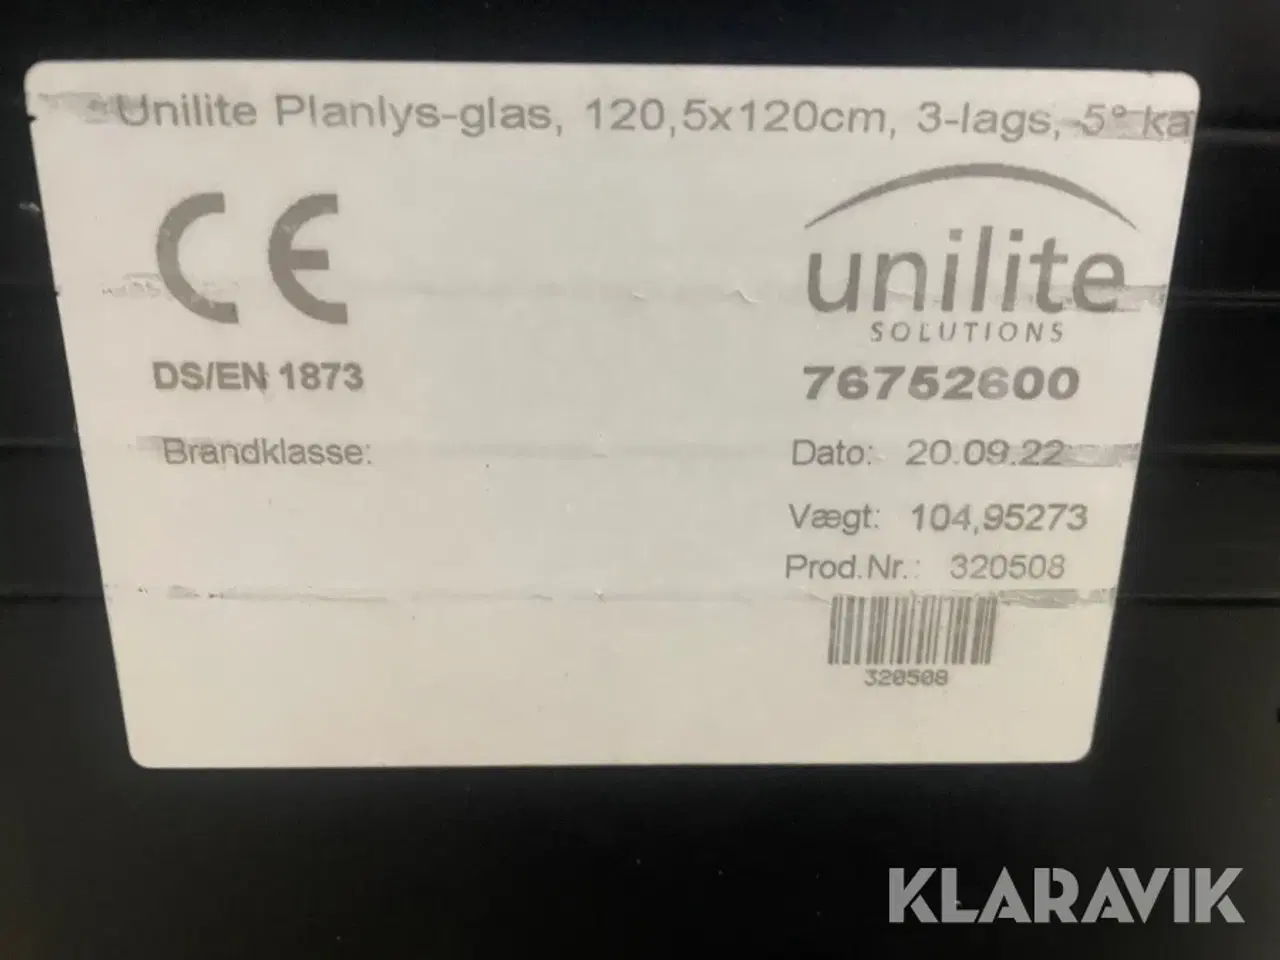 Unilite Planlys-glas, 120,5x120cm, 3-lags, 5° ka
CE
unilite
SOLUTIONS
DS/EN 1873
76752600
Brandklasse:
Dato: 20.09.22
Vægt: 104,95273
Prod.Nr.: 320508
320508
KLARAVIK